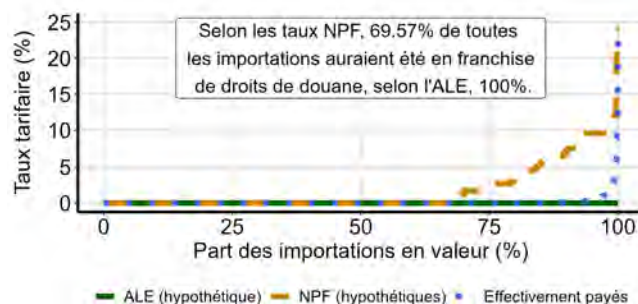 Selon les taux NPF, 69.57% de toutes
les importations auraient été en franchise
de droits de douane, selon l'ALE, 100%.
Taux tarifaire (%)
25
20
15
10
5
0
0 25 50 75 100
Part des importations en valeur (%)
ALE (hypothétique) NPF (hypothétiques) Effectivement payés